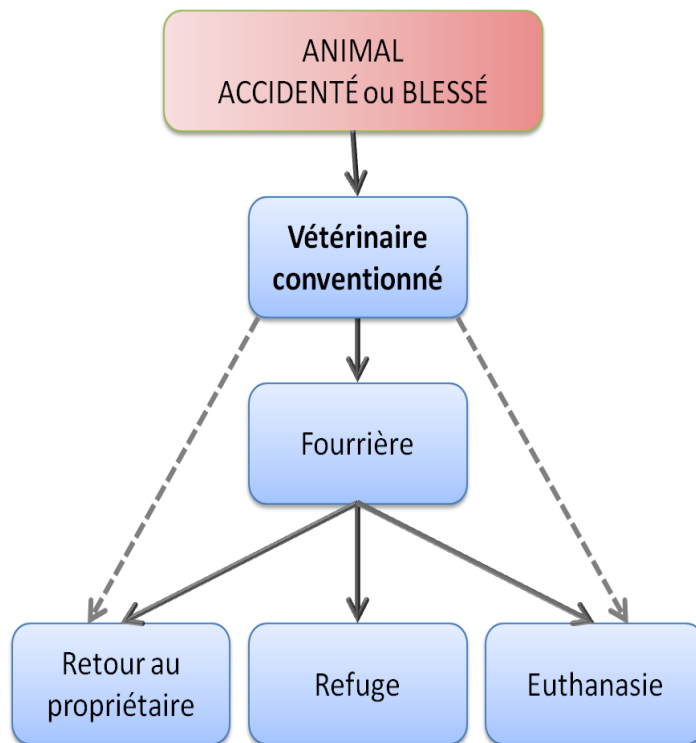 ANIMAL
ACCIDENTÉ ou BLESSÉ
Vétérinaire
conventionné
Fourrière
Retour au
propriétaire
Refuge
Euthanasie